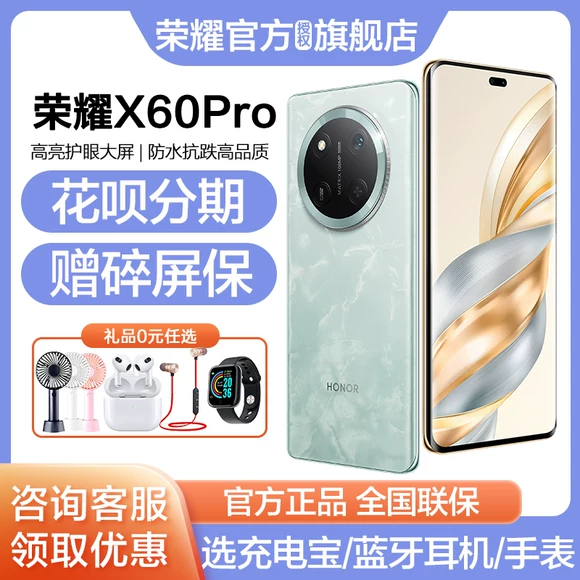 荣耀官方授权旗舰店
荣耀X60Pro
高亮护眼大屏 | 防水抗跌高品质
花呗分期
赠碎屏保
礼品0元任选
HONOR
咨询客服
领取优惠
官方正品 全国联保
选充电宝/蓝牙耳机/手表